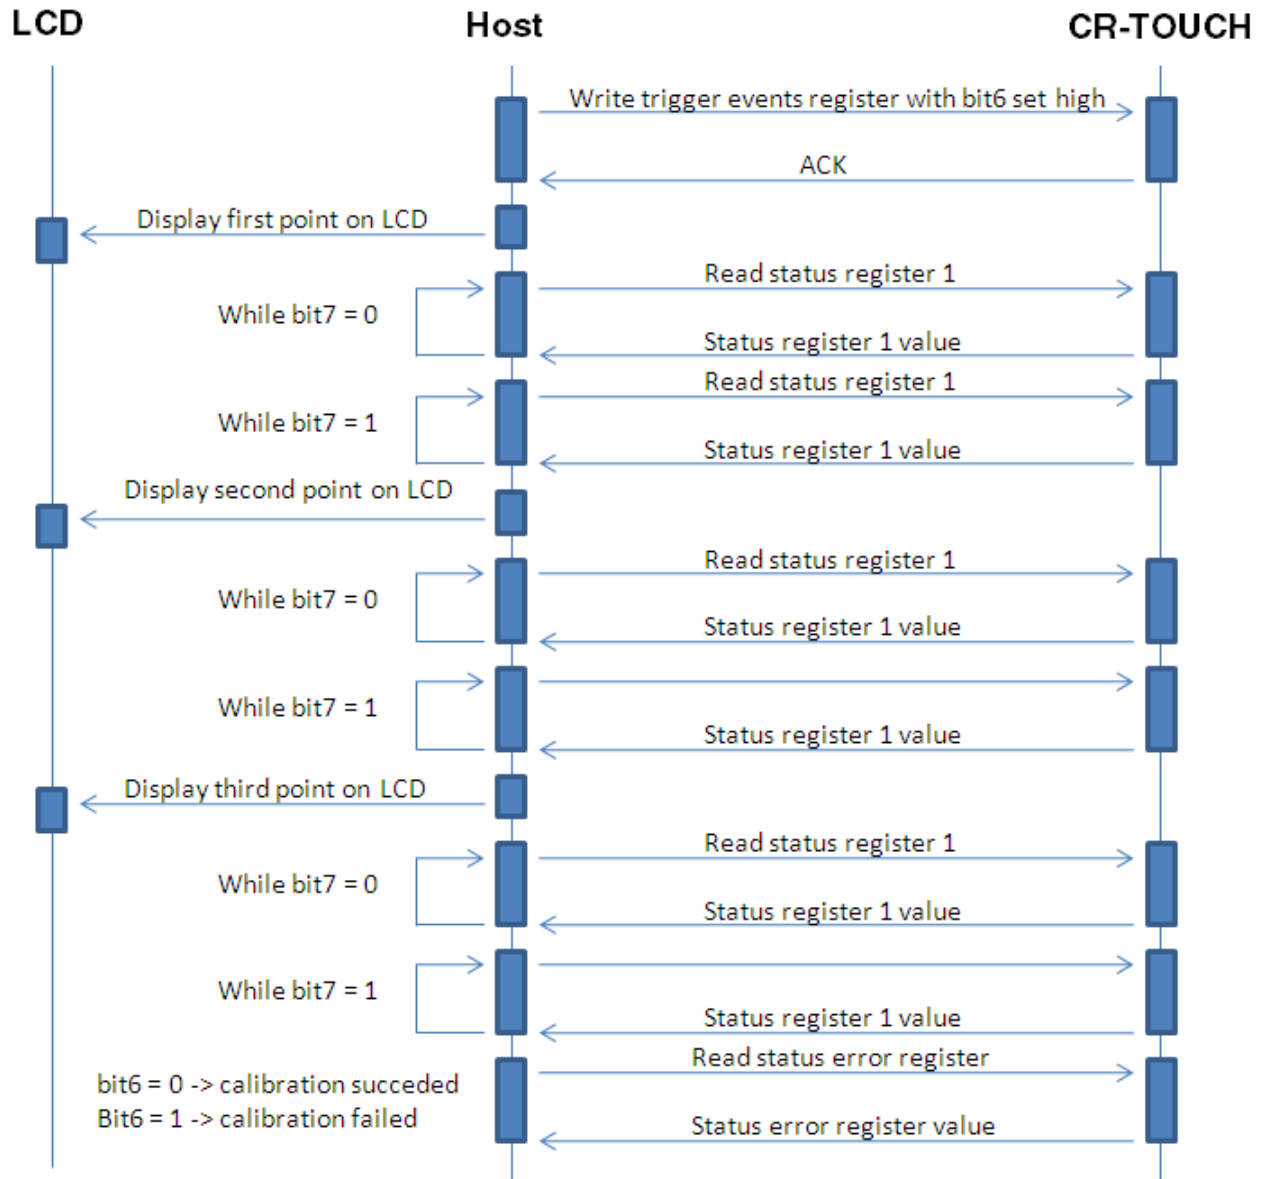 LCD
Host
CR-TOUCH
Write trigger events register with bit6 set high
ACK
Display first point on LCD
Read status register 1
While bit7 = 0
Status register 1 value
Read status register 1
While bit7 = 1
Status register 1 value
Display second point on LCD
Read status register 1
While bit7 = 0
Status register 1 value
While bit7 = 1
Status register 1 value
Display third point on LCD
Read status register 1
While bit7 = 0
Status register 1 value
While bit7 = 1
Status register 1 value
Read status error register
bit6 = 0 -> calibration succeded
Bit6 = 1 -> calibration failed
Status error register value